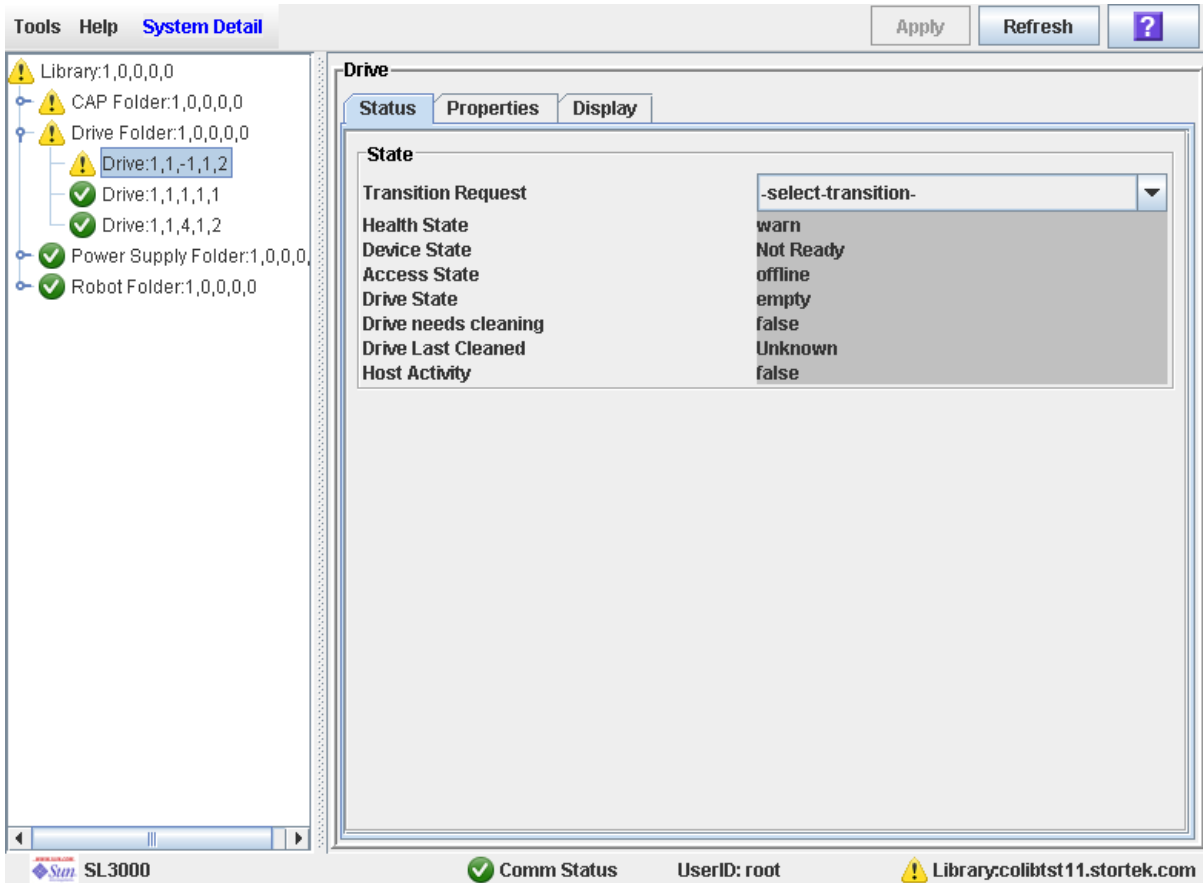 Tools Help System Detail Apply Refresh ?
Library:1,0,0,0,0
CAP Folder:1,0,0,0,0
Drive Folder:1,0,0,0,0
Drive:1,1,-1,1,2
Drive:1,1,1,1,1
Drive:1,1,4,1,2
Power Supply Folder:1,0,0,0,
Robot Folder:1,0,0,0,0
Drive
Status Properties Display
State
Transition Request -select-transition-
Health State warn
Device State Not Ready
Access State offline
Drive State empty
Drive needs cleaning false
Drive Last Cleaned Unknown
Host Activity false
Sun SL3000 Comm Status UserID: root Library:colibtst11.stortek.com